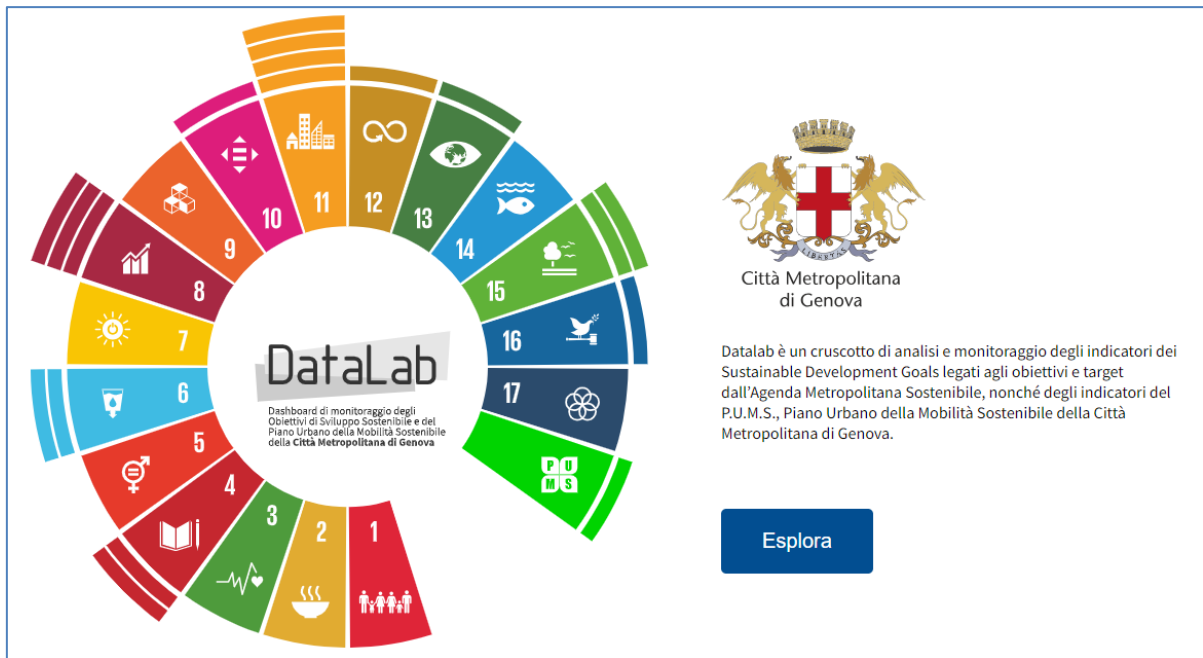 11
12
10
13
14
9
15
8
16
7
17
6
5
4
3
2
1
P U
M S
DataLab
Dashboard di monitoraggio degli
Obiettivi di Sviluppo Sostenibile e del
Piano Urbano della Mobilità Sostenibile
della Città Metropolitana di Genova
LIBERTAS
Città Metropolitana
di Genova
Datalab è un cruscotto di analisi e monitoraggio degli indicatori dei
Sustainable Development Goals legati agli obiettivi e target
dall'Agenda Metropolitana Sostenibile, nonché degli indicatori del
P.U.M.S., Piano Urbano della Mobilità Sostenibile della Città
Metropolitana di Genova.
Esplora